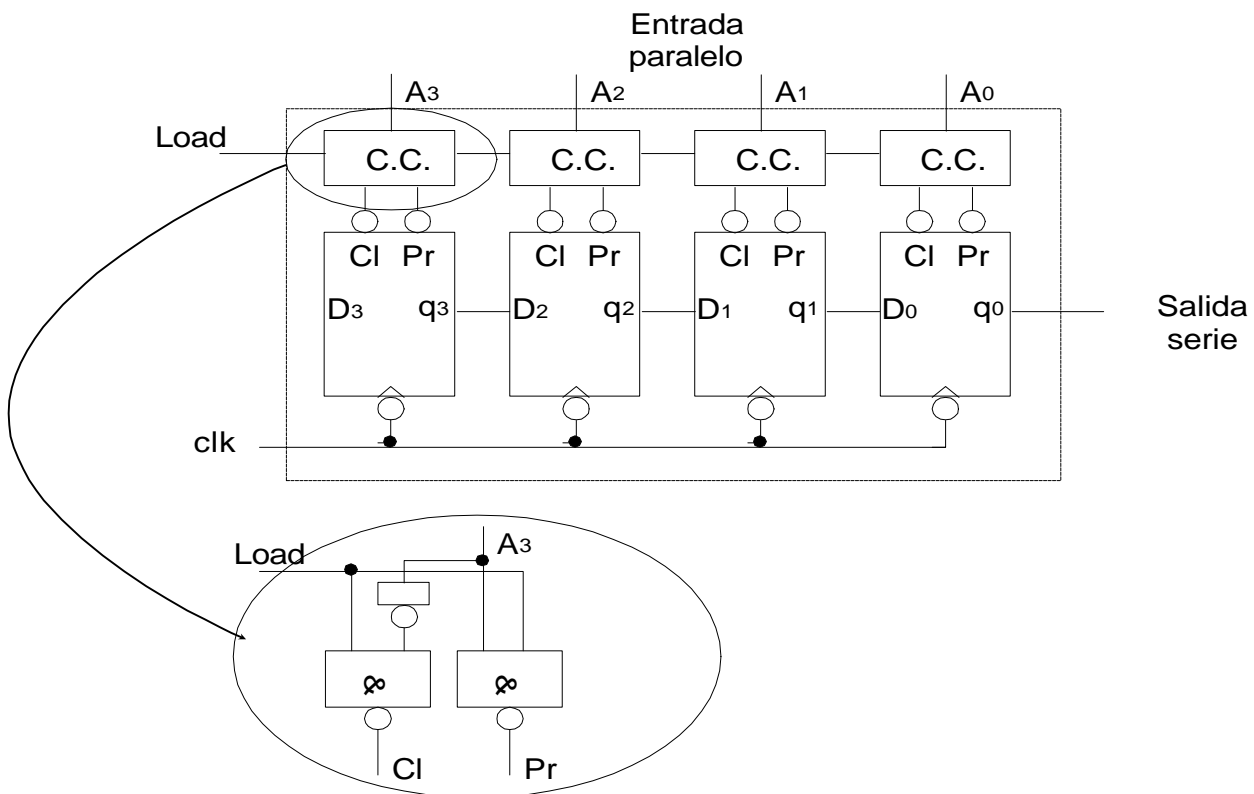 Entrada
paralelo
A3 A2 A1 A0
Load
C.C. C.C. C.C. C.C.
Cl Pr Cl Pr Cl Pr Cl Pr
D3 q3 D2 q2 D1 q1 D0 q0
Salida
serie
clk
Load A3
& &
Cl Pr